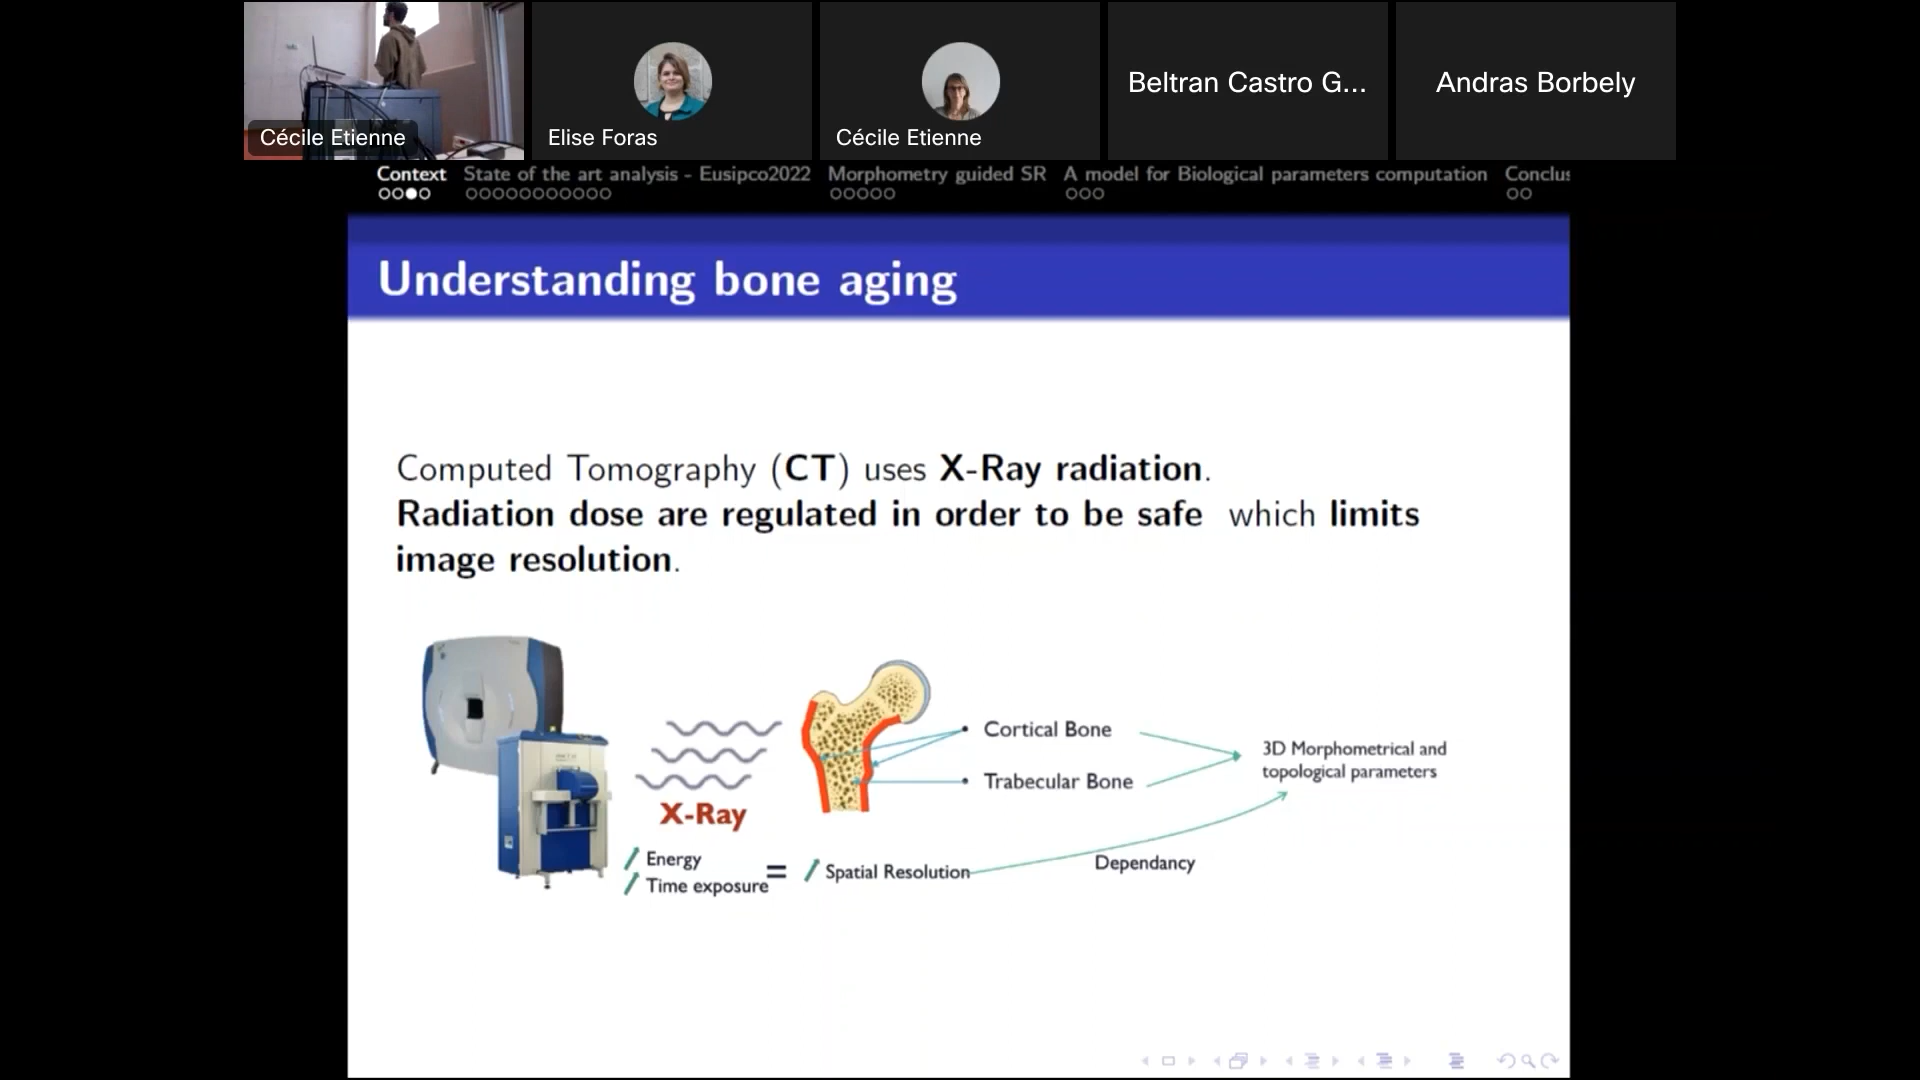 Cécile Etienne
Elise Foras
Cécile Etienne
Beltran Castro G...
Andras Borbely
Context State of the art analysis - Eusipco2022 Morphometry guided SR A model for Biological parameters computation Conclus
Understanding bone aging
Computed Tomography (CT) uses X-Ray radiation.
Radiation dose are regulated in order to be safe which limits
image resolution.
X-Ray
Energy
Time exposure
=
Spatial Resolution
Cortical Bone
Trabecular Bone
3D Morphometrical and
topological parameters
Dependancy